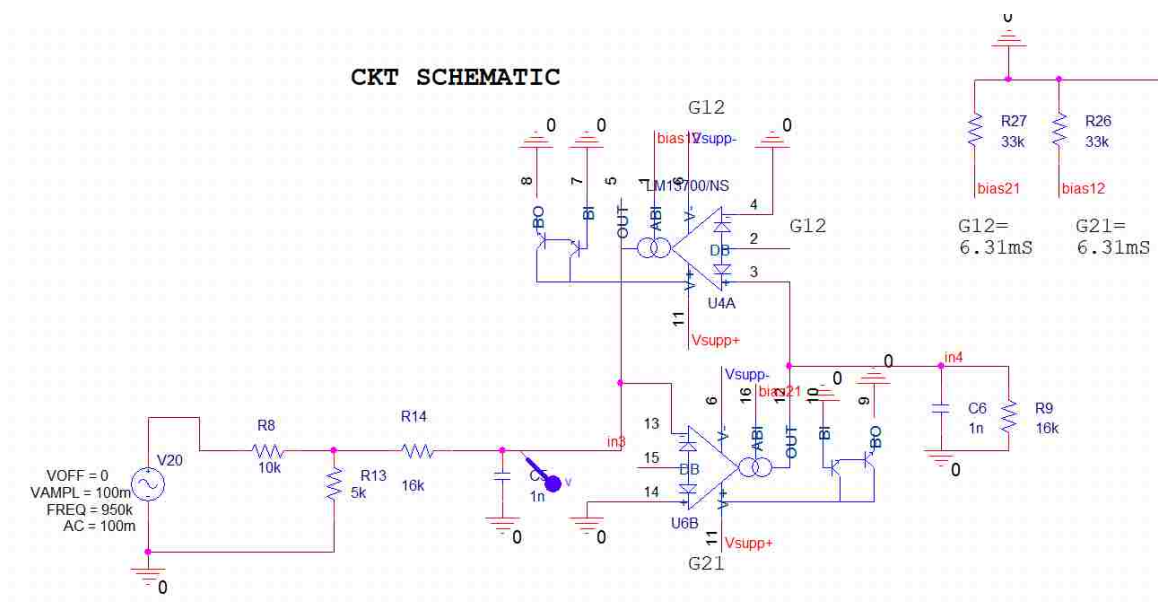 0
CKT SCHEMATIC
G12
R27
33k
R26
33k
0
0
bias12
Vsupp-
0
8
7
5
1
6
LM13700/NS
bias21
bias12
BO
BI
OUT
ABI
V-
4
G12
DB
2
3
V+
U4A
G12=
6.31mS
G21=
6.31mS
11
Vsupp+
Vsupp-
bias21
0
0
in4
6
16
12
10
9
C6
1n
R9
16k
R14
R8
10k
in3
13
V-
ABI
OUT
BI
BO
V20
R13
5k
16k
C5
1n
V
15
DB
14
V+
U6B
0
VOFF = 0
VAMPL = 100m
FREQ = 950k
AC = 100m
0
0
11
Vsupp+
G21
0